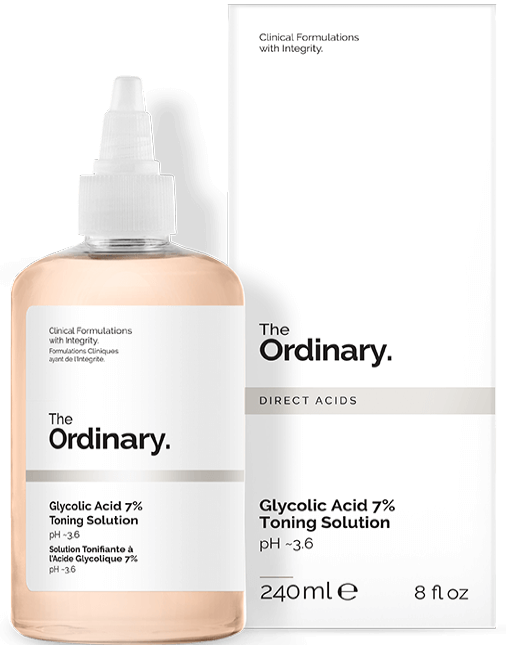 Clinical Formulations
with Integrity.
Formulations Cliniques
ayant de l'Integrite.
The
Ordinary.
Glycolic Acid 7%
Toning Solution
pH ~3.6
Solution Tonifiante à
l'Acide Glycolique 7%
pH ~3.6
Clinical Formulations
with Integrity.
The
Ordinary.
DIRECT ACIDS
Glycolic Acid 7%
Toning Solution
pH ~3.6
240ml e
8 fl oz